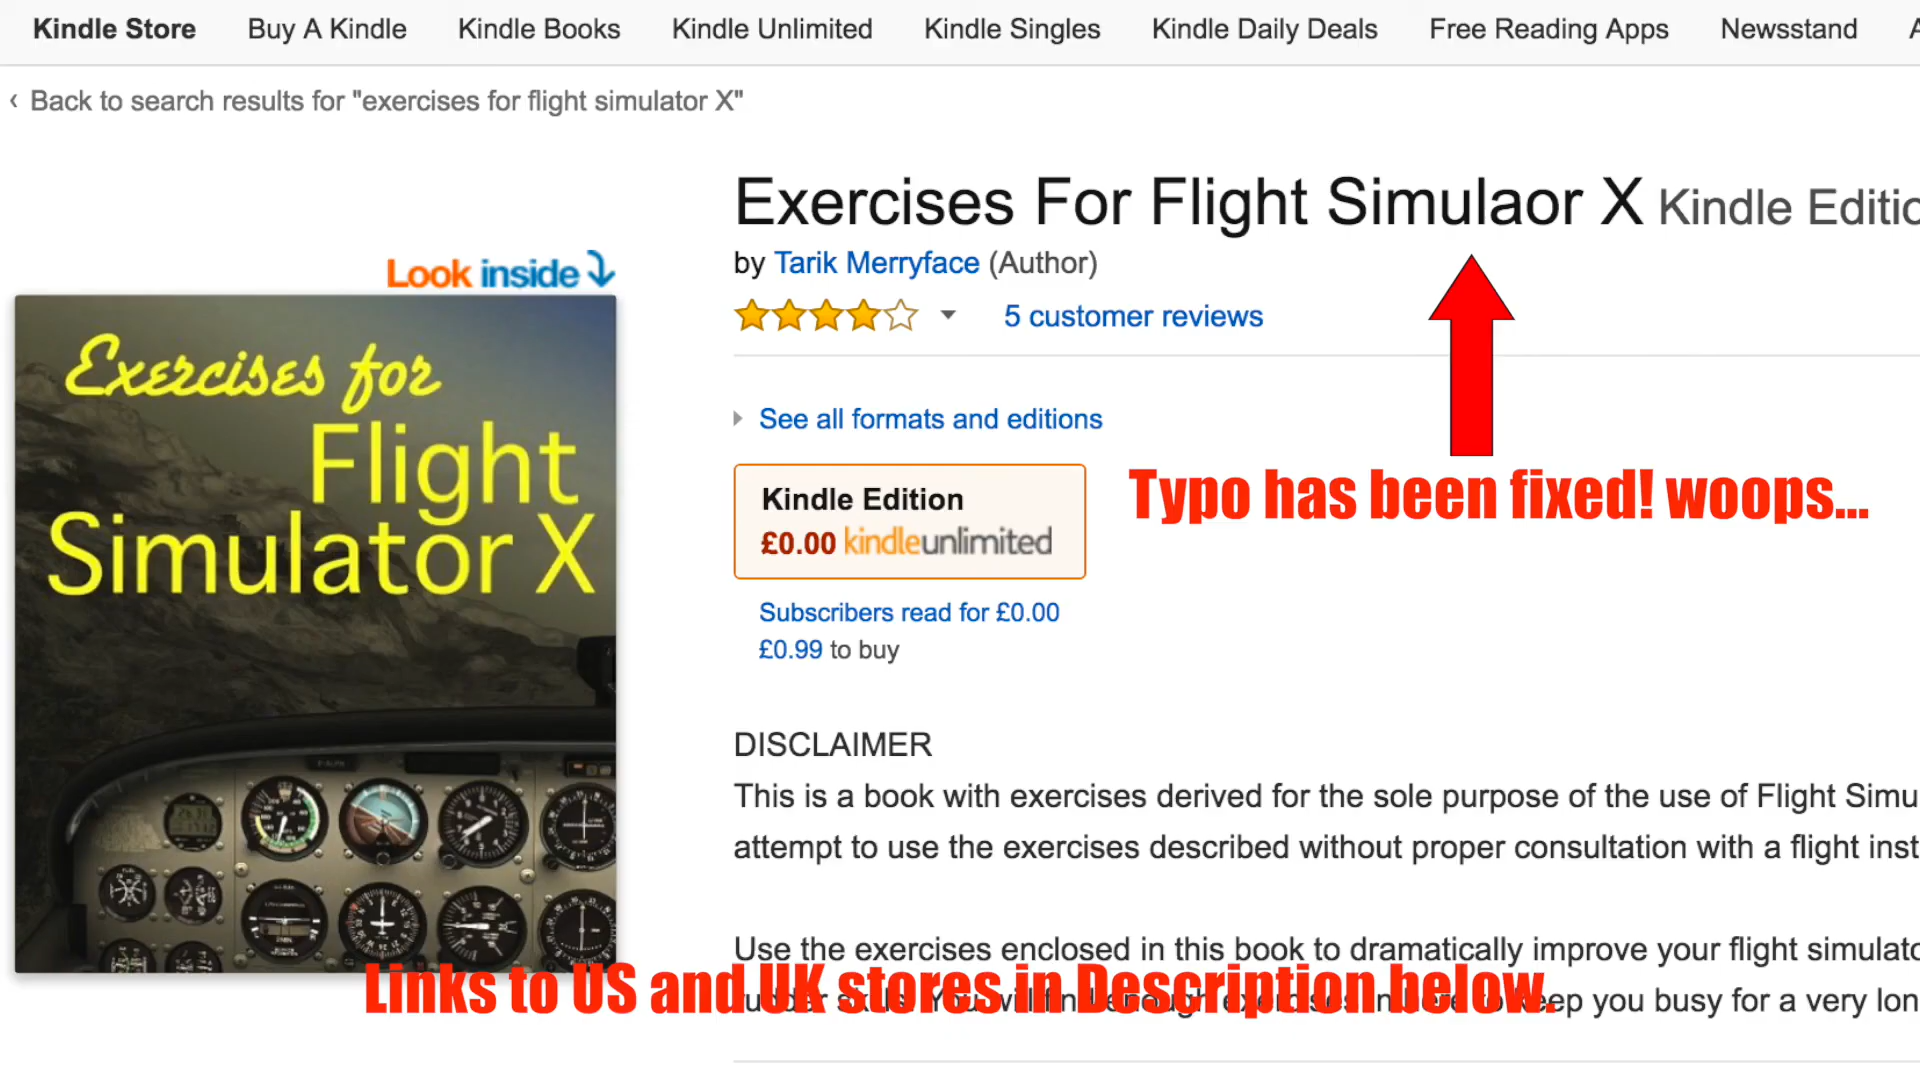 Kindle Store Buy A Kindle Kindle Books Kindle Unlimited Kindle Singles Kindle Daily Deals Free Reading Apps Newsstand
‹ Back to search results for "exercises for flight simulator X"
Exercises For Flight Simulaor X Kindle Editio
by Tarik Merryface (Author)
5 customer reviews
Look inside
Exercises for
Flight
Simulator X
See all formats and editions
Kindle Edition
£0.00 kindleunlimited
Typo has been fixed! woops...
Subscribers read for £0.00
£0.99 to buy
DISCLAIMER
This is a book with exercises derived for the sole purpose of the use of Flight Simu
attempt to use the exercises described without proper consultation with a flight inst
Use the exercises enclosed in this book to dramatically improve your flight simulato
Links to US and UK stores in Description below.
keep you busy for a very lon